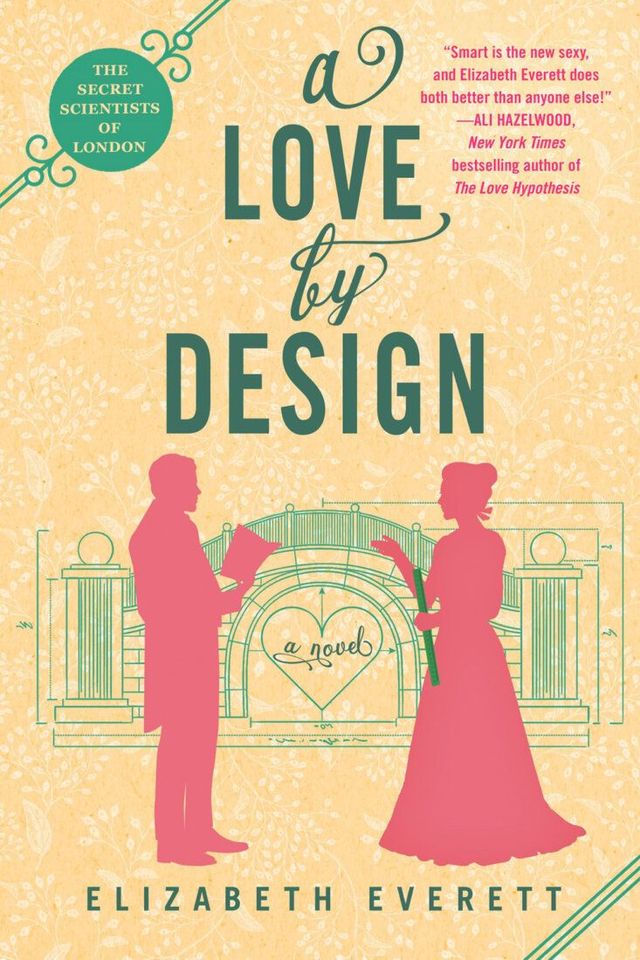 THE
SECRET
SCIENTISTS
OF
LONDON
“Smart is the new sexy,
and Elizabeth Everett does
both better than anyone else!”
—ALI HAZELWOOD,
New York Times
bestselling author of
The Love Hypothesis
a
LOVE
by
DESIGN
a novel
ELIZABETH EVERETT